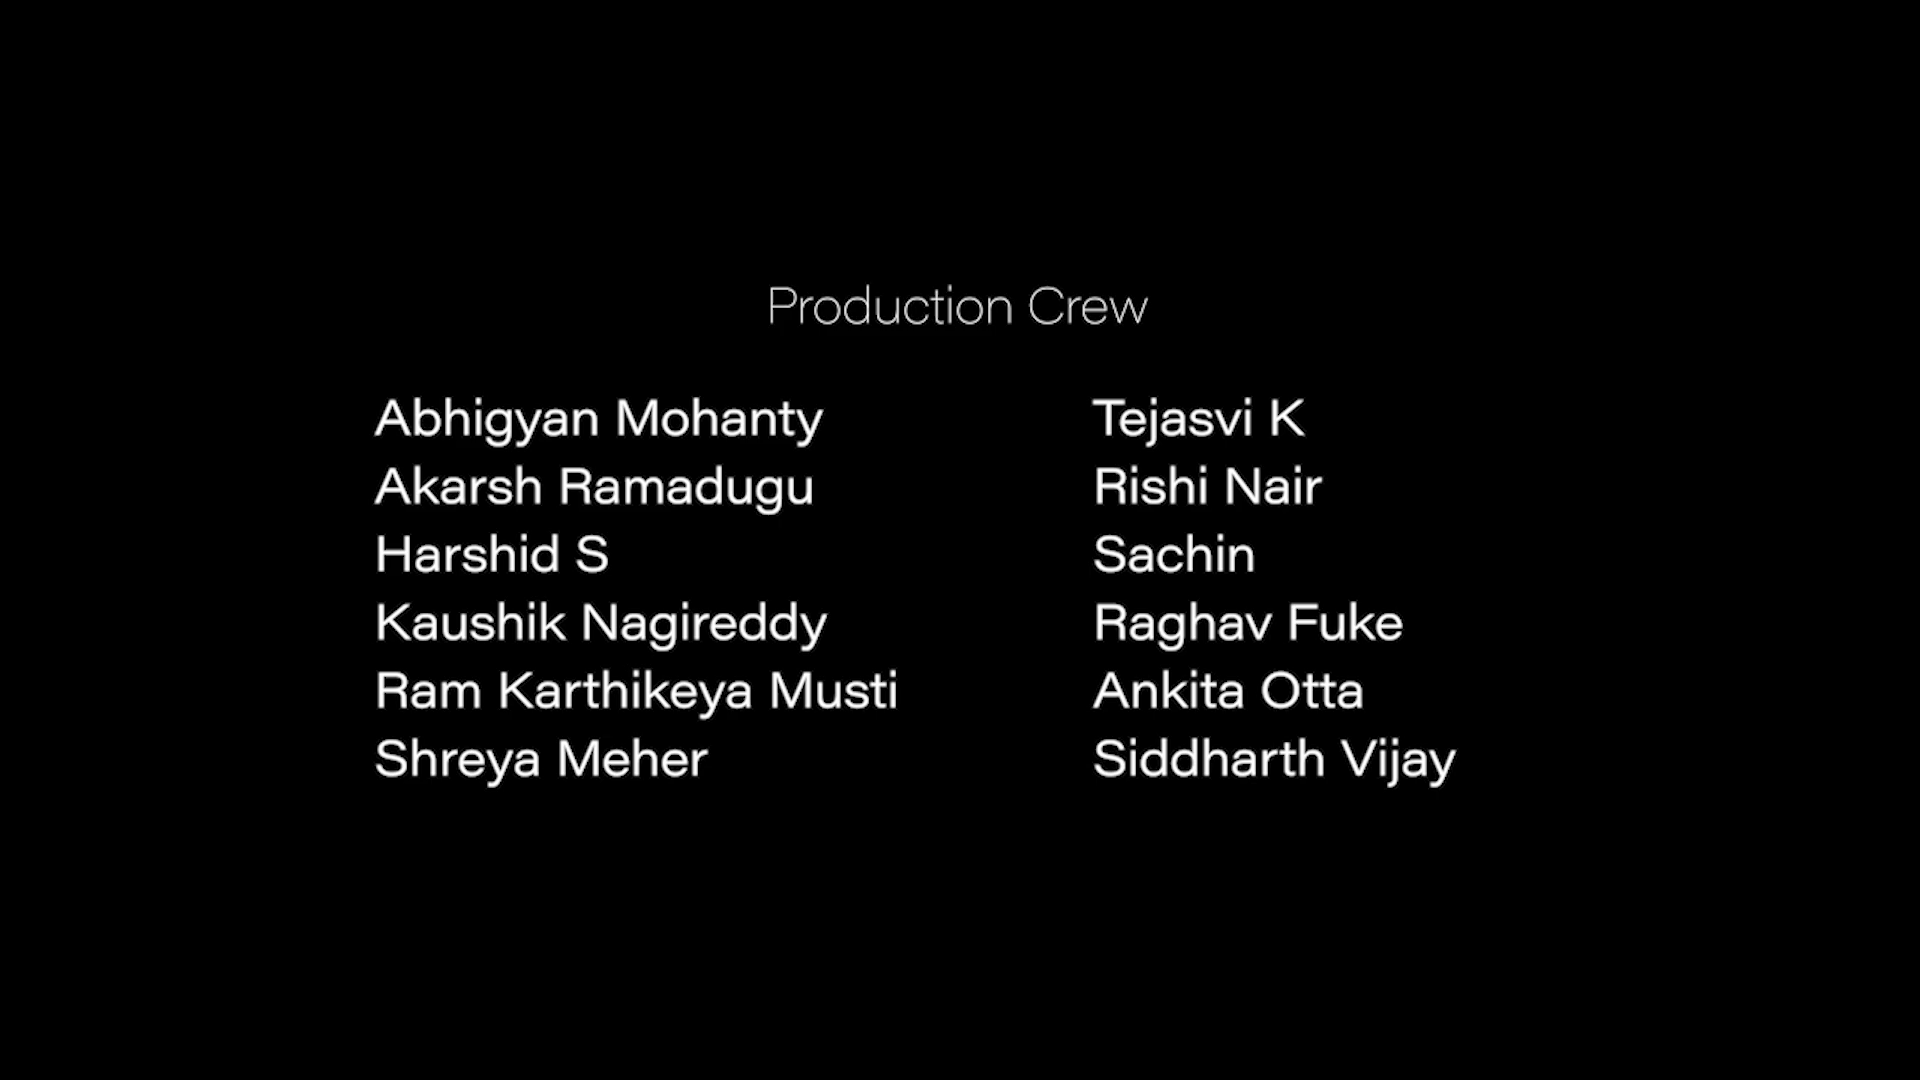 Production Crew
Abhigyan Mohanty
Akarsh Ramadugu
Harshid S
Kaushik Nagireddy
Ram Karthikeya Musti
Shreya Meher
Tejasvi K
Rishi Nair
Sachin
Raghav Fuke
Ankita Otta
Siddharth Vijay